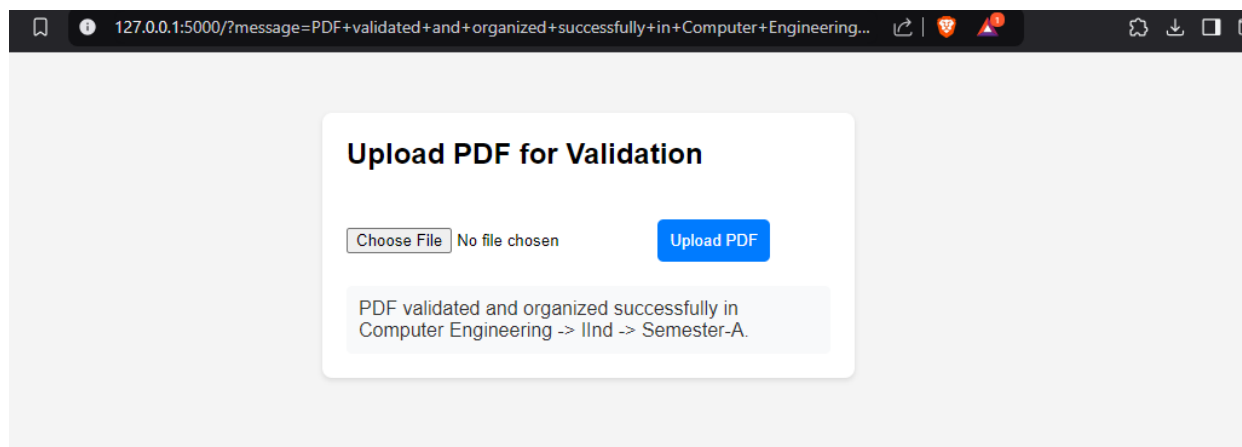 127.0.0.1:5000/?message=PDF+validated+and+organized+successfully+in+Computer+Engineering...
1
Upload PDF for Validation
Choose File No file chosen
Upload PDF
PDF validated and organized successfully in
Computer Engineering -> IInd -> Semester-A.